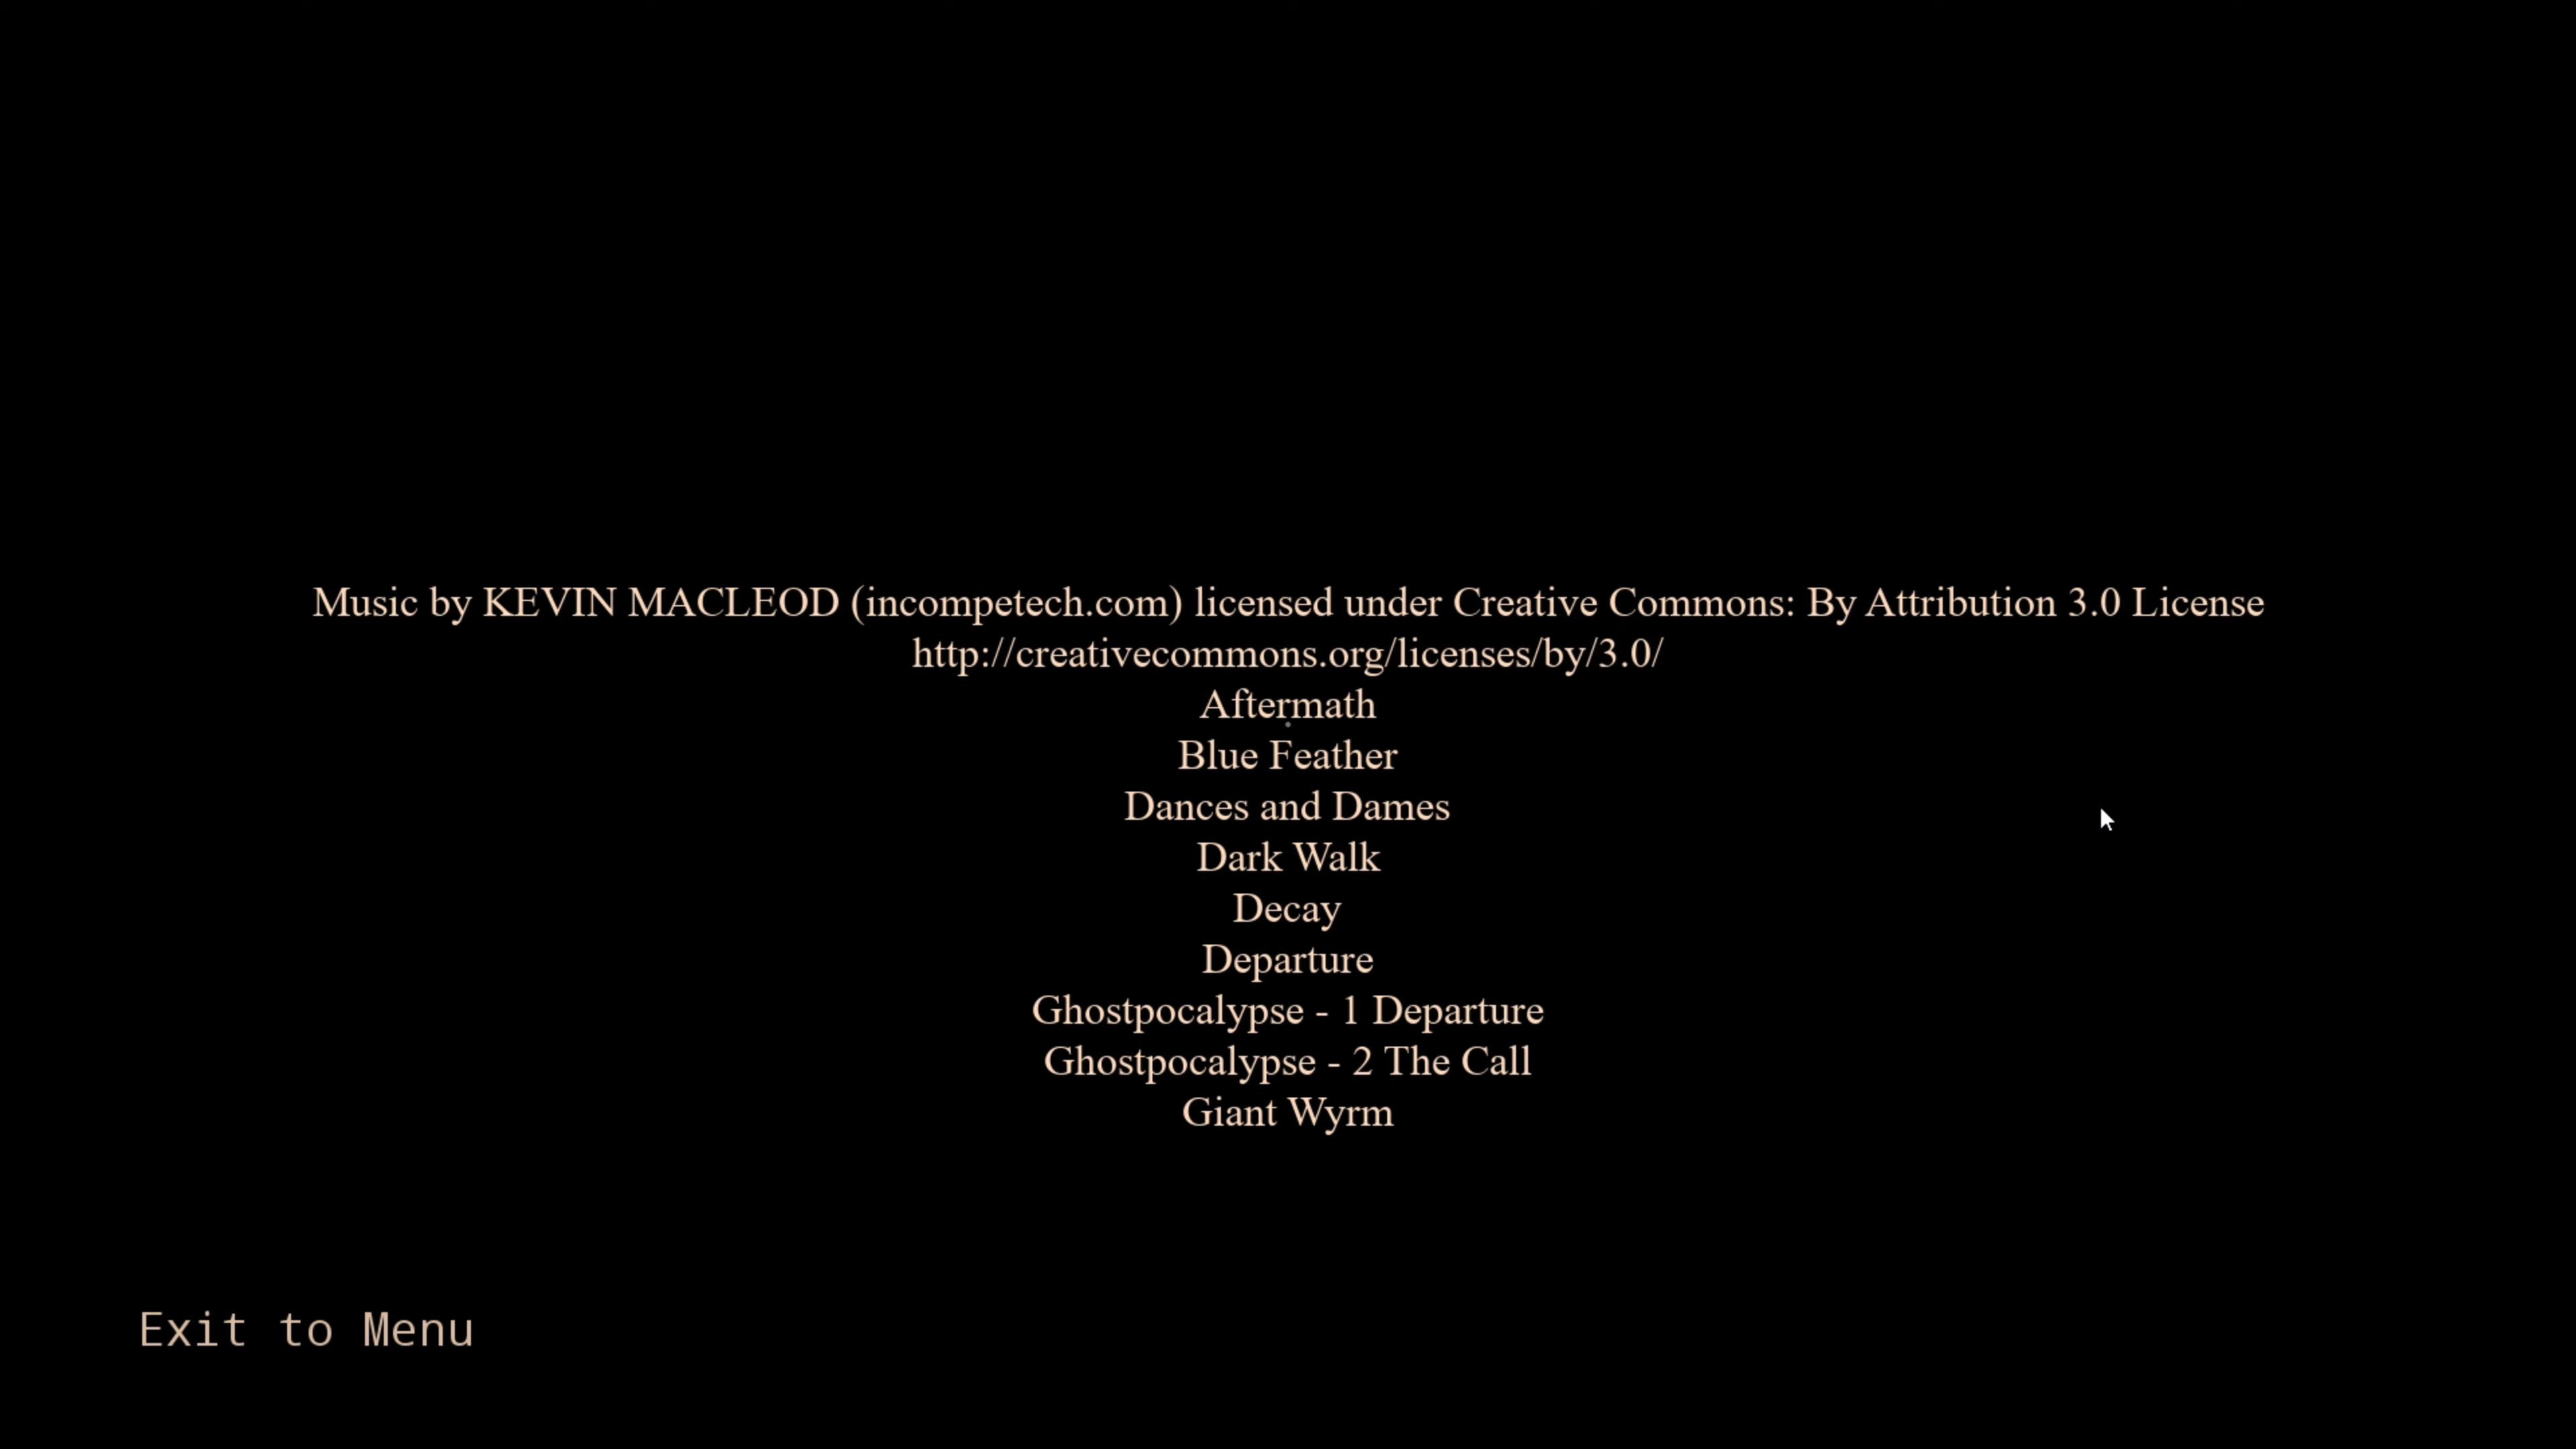 Music by KEVIN MACLEOD (incompetech.com) licensed under Creative Commons: By Attribution 3.0 License
http://creativecommons.org/licenses/by/3.0/
Aftermath
Blue Feather
Dances and Dames
Dark Walk
Decay
Departure
Ghostpocalypse - 1 Departure
Ghostpocalypse - 2 The Call
Giant Wyrm
Exit to Menu